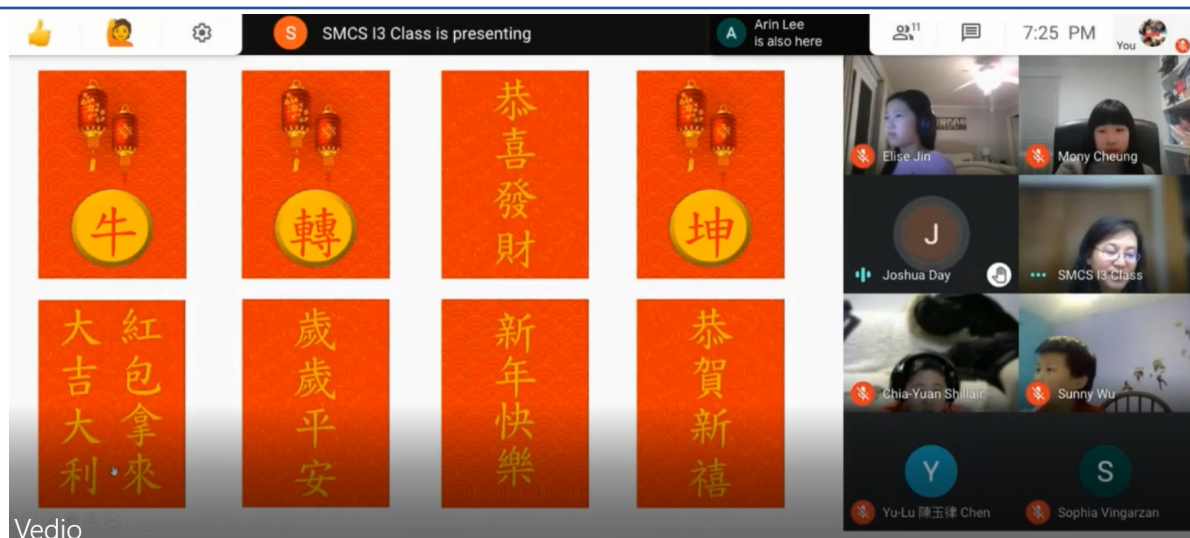 S SMCS I3 Class is presenting
A Arin Lee
is also here
11
7:25 PM
You
牛
轉
恭喜發財
坤
紅包拿來
大吉大利
歲歲平安
新年快樂
恭賀新禧
Elise Jin
Mony Cheung
J
Joshua Day
SMCS I3 Class
Chia-Yuan Shillair
Sunny Wu
Y
Yu-Lu 陳玉律 Chen
S
Sophia Vingarzan
Vedio